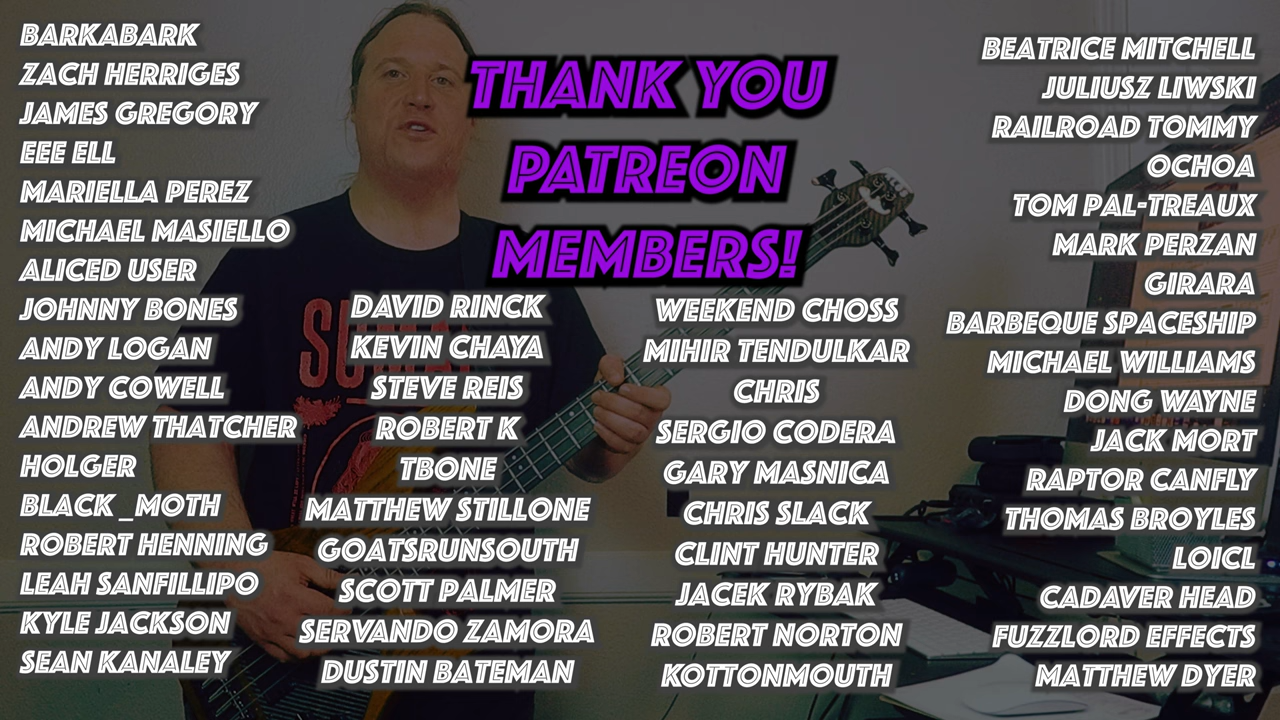 THANK YOU
PATREON
MEMBERS!
BARKABARK
ZACH HERRIGES
JAMES GREGORY
EEE ELL
MARIELLA PEREZ
MICHAEL MASIELLO
ALICED USER
JOHNNY BONES
ANDY LOGAN
ANDY COWELL
ANDREW THATCHER
HOLGER
BLACK _MOTH
ROBERT HENNING
LEAH SANFILLIPO
KYLE JACKSON
SEAN KANALEY
DAVID RINCK
KEVIN CHAYA
STEVE REIS
ROBERT K
TBONE
MATTHEW STILLONE
GOATSRUNSOUTH
SCOTT PALMER
SERVANDO ZAMORA
DUSTIN BATEMAN
WEEKEND CHOSS
MIHIR TENDULKAR
CHRIS
SERGIO CODERA
GARY MASNICA
CHRIS SLACK
CLINT HUNTER
JACEK RYBAK
ROBERT NORTON
KOTTONMOUTH
BEATRICE MITCHELL
JULIUSZ LIWSKI
RAILROAD TOMMY
OCHOA
TOM PAL-TREAUX
MARK PERZAN
GIRARA
BARBEQUE SPACESHIP
MICHAEL WILLIAMS
DONG WAYNE
JACK MORT
RAPTOR CANFLY
THOMAS BROYLES
LOICL
CADAVER HEAD
FUZZLORD EFFECTS
MATTHEW DYER